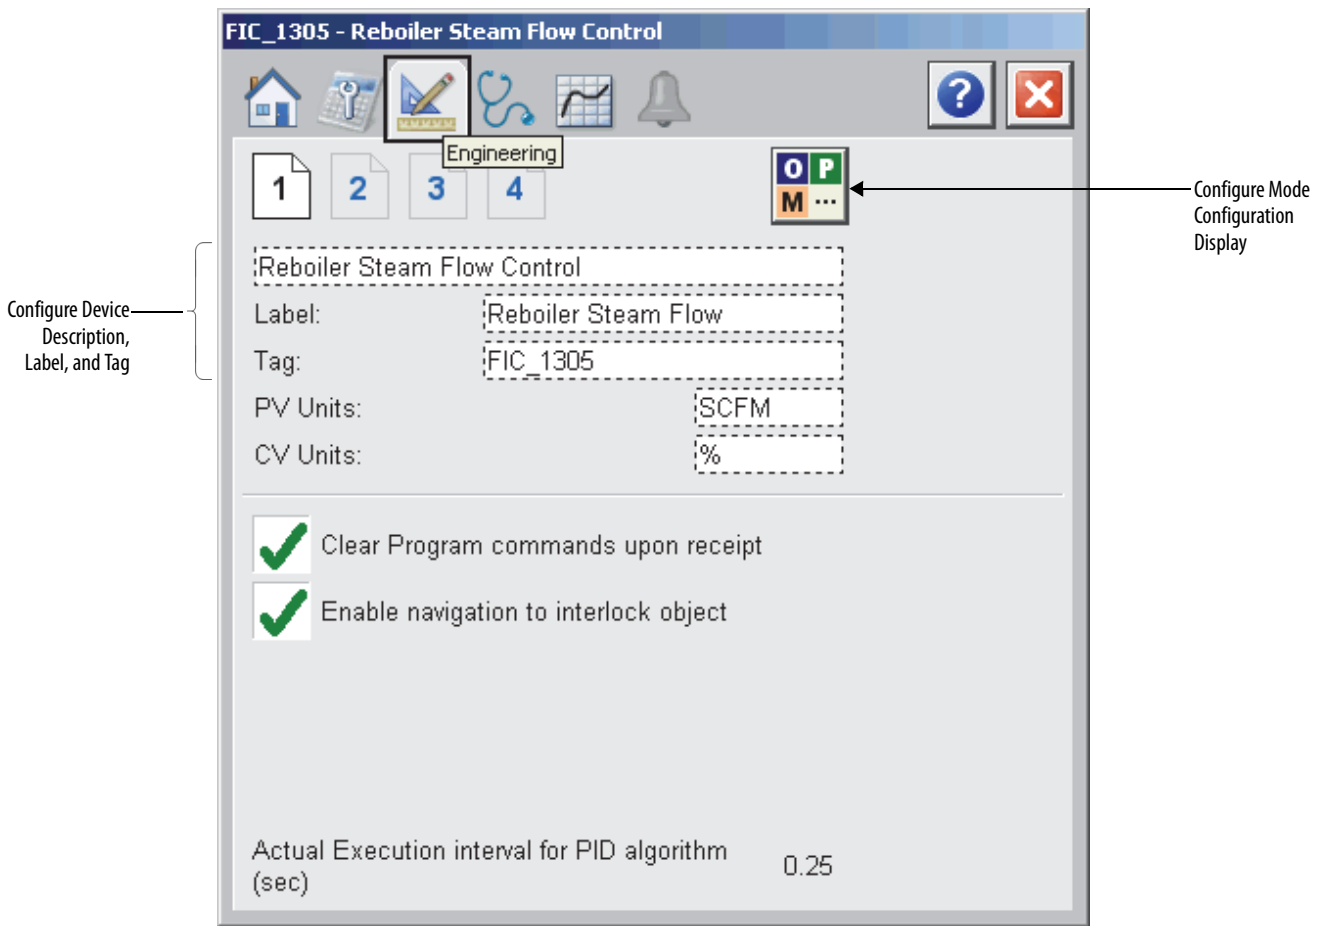 FIC_1305 - Reboiler Steam Flow Control
?
Engineering
1 2 3 4
O P
M ...
Configure Mode
Configuration
Display
Configure Device
Description,
Label, and Tag
Reboiler Steam Flow Control
Label: Reboiler Steam Flow
Tag: FIC_1305
PV Units: SCFM
CV Units: %
Clear Program commands upon receipt
Enable navigation to interlock object
Actual Execution interval for PID algorithm
(sec) 0.25